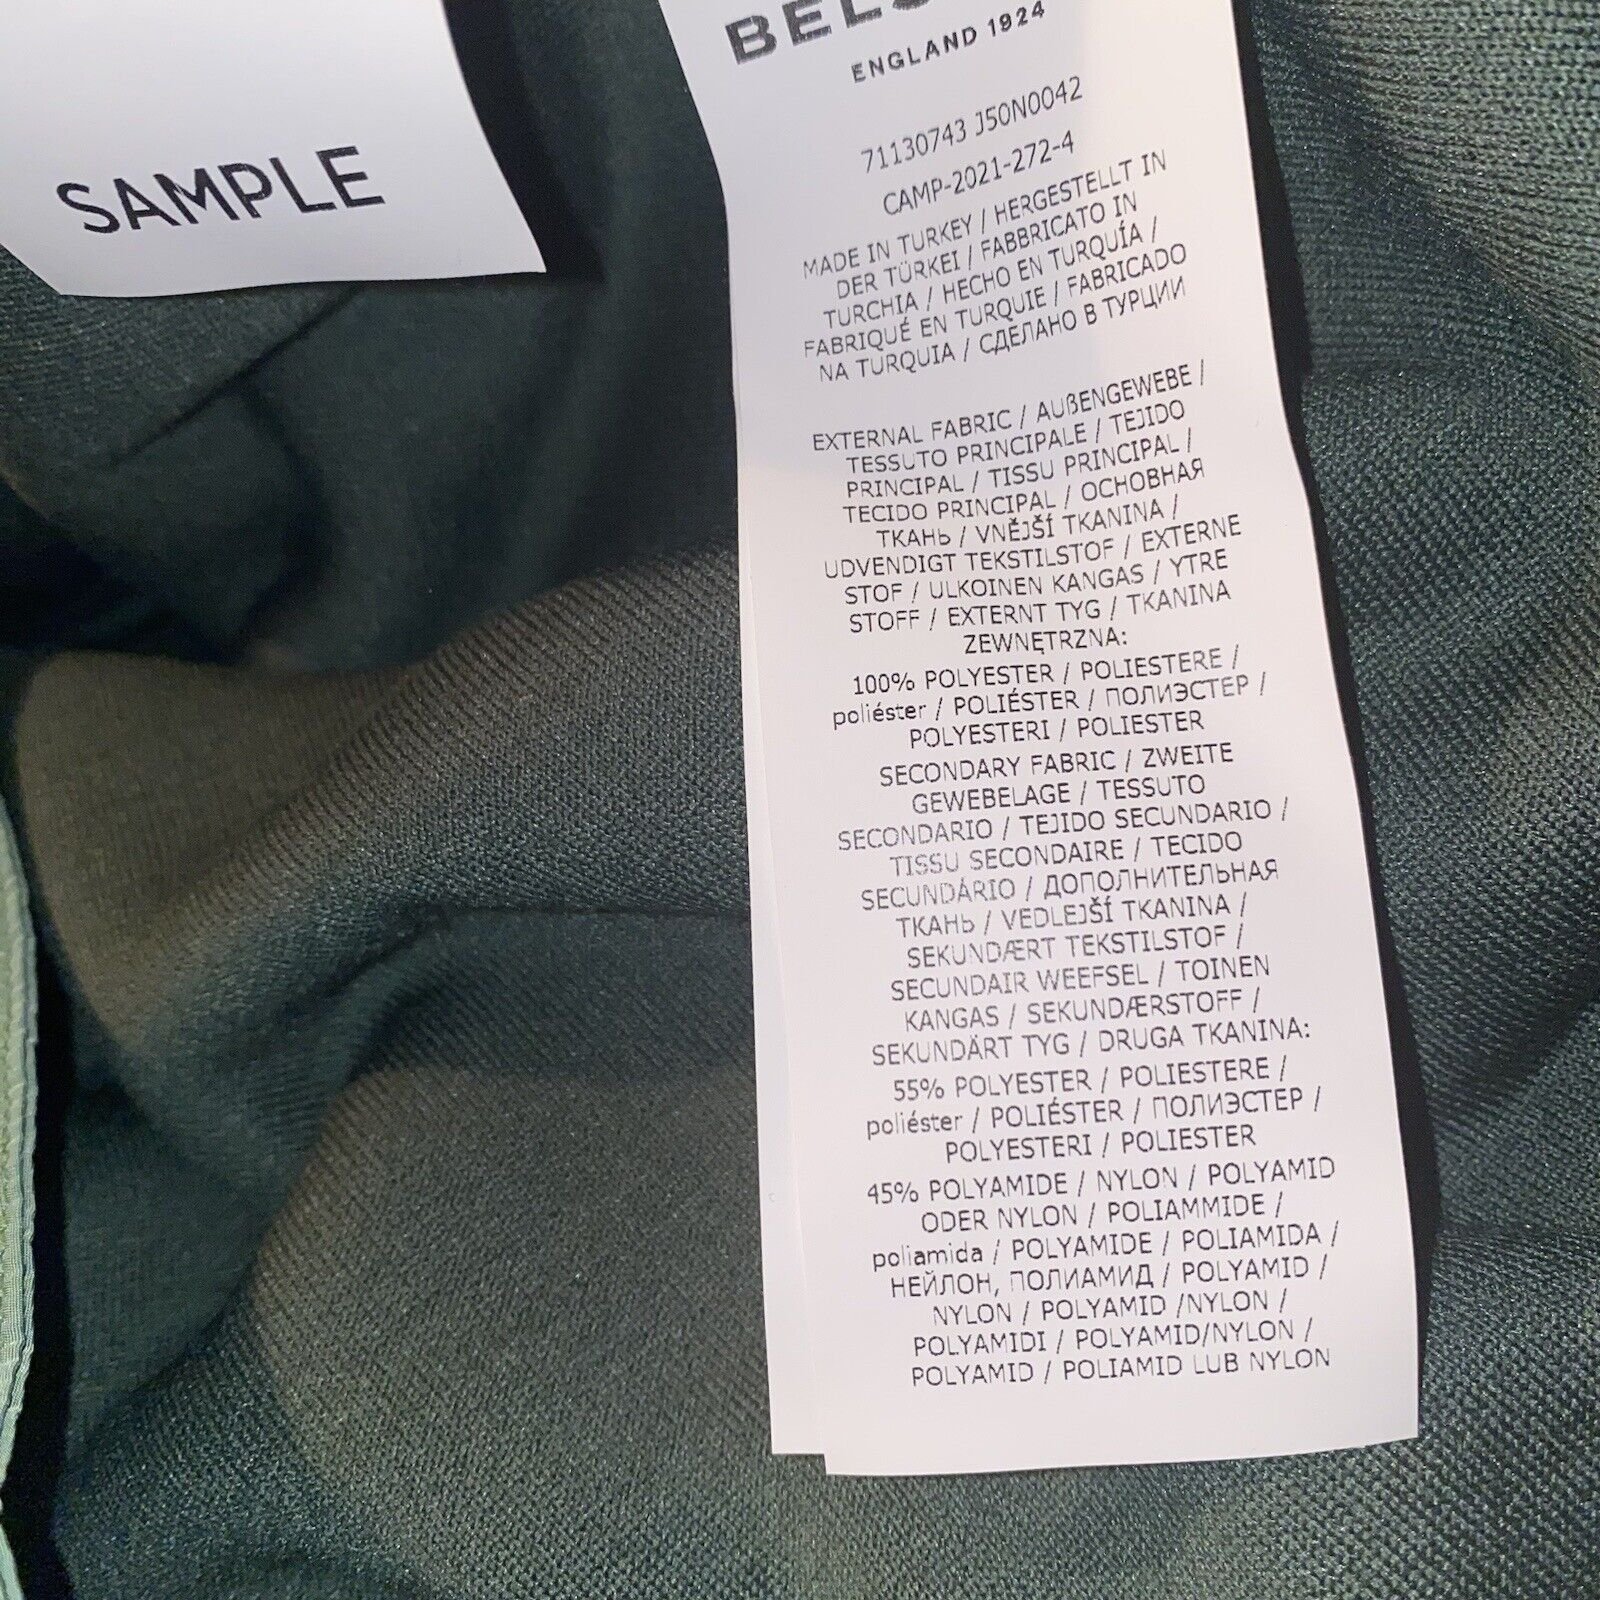 SAMPLE
ENGLAND 1924
71130743 J50N0042
CAMP-2021-272-4
MADE IN TURKEY / HERGESTELLT IN
DER TÜRKEI / FABBRICATO IN
TURCHIA / HECHO EN TURQUÍA /
FABRIQUÉ EN TURQUIE / FABRICADO
NA TURQUIA / СДЕЛАНО В ТУРЦИИ
EXTERNAL FABRIC / AUßENGEWEBE /
TESSUTO PRINCIPALE / TEJIDO
PRINCIPAL / TISSU PRINCIPAL /
TECIDO PRINCIPAL / ОСНОВНАЯ
ТКАНЬ / VNĚJŠÍ TKANINA /
UDVENDIGT TEKSTILSTOF / EXTERNE
STOF / ULKOINEN KANGAS / YTRE
STOFF / EXTERNT TYG / TKANINA
ZEWNĘTRZNA:
100% POLYESTER / POLIESTERE /
poliéster / POLIÉSTER / ПОЛИЭСТЕР /
POLYESTERI / POLIESTER
SECONDARY FABRIC / ZWEITE
GEWEBELAGE / TESSUTO
SECONDARIO / TEJIDO SECUNDARIO /
TISSU SECONDAIRE / TECIDO
SECUNDÁRIO / ДОПОЛНИТЕЛЬНАЯ
ТКАНЬ / VEDLEJŠÍ TKANINA /
SEKUNDÆRT TEKSTILSTOF /
SECUNDAIR WEEFSEL / TOINEN
KANGAS / SEKUNDÆRSTOFF /
SEKUNDÄRT TYG / DRUGA TKANINA:
55% POLYESTER / POLIESTERE /
poliéster / POLIÉSTER / ПОЛИЭСТЕР /
POLYESTERI / POLIESTER
45% POLYAMIDE / NYLON / POLYAMID
ODER NYLON / POLIAMMIDE /
poliamida / POLYAMIDE / POLIAMIDA /
НЕЙЛОН, ПОЛИАМИД / POLYAMID /
NYLON / POLYAMID /NYLON /
POLYAMIDI / POLYAMID/NYLON /
POLYAMID / POLIAMID LUB NYLON